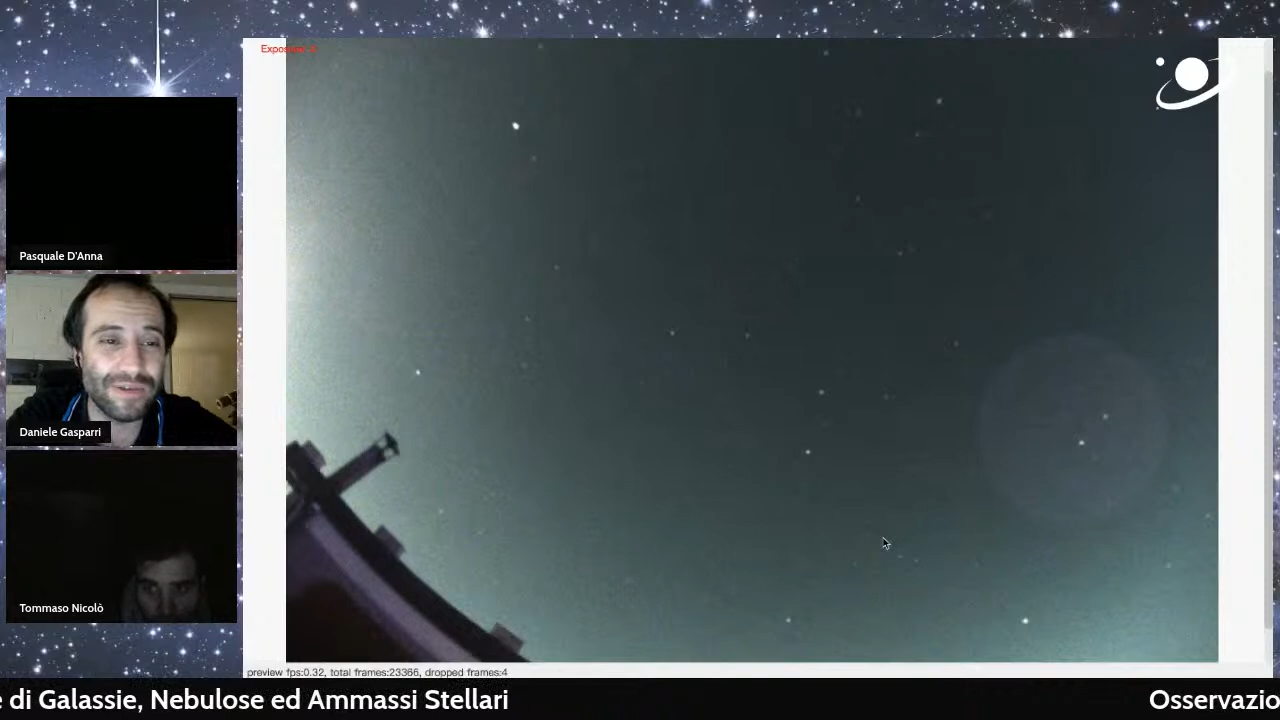 Pasquale D'Anna
Daniele Gasparri
Tommaso Nicolò
preview fps:0.32, total frames:23366, dropped frames:4
di Galassie, Nebulose ed Ammassi Stellari
Osservazio